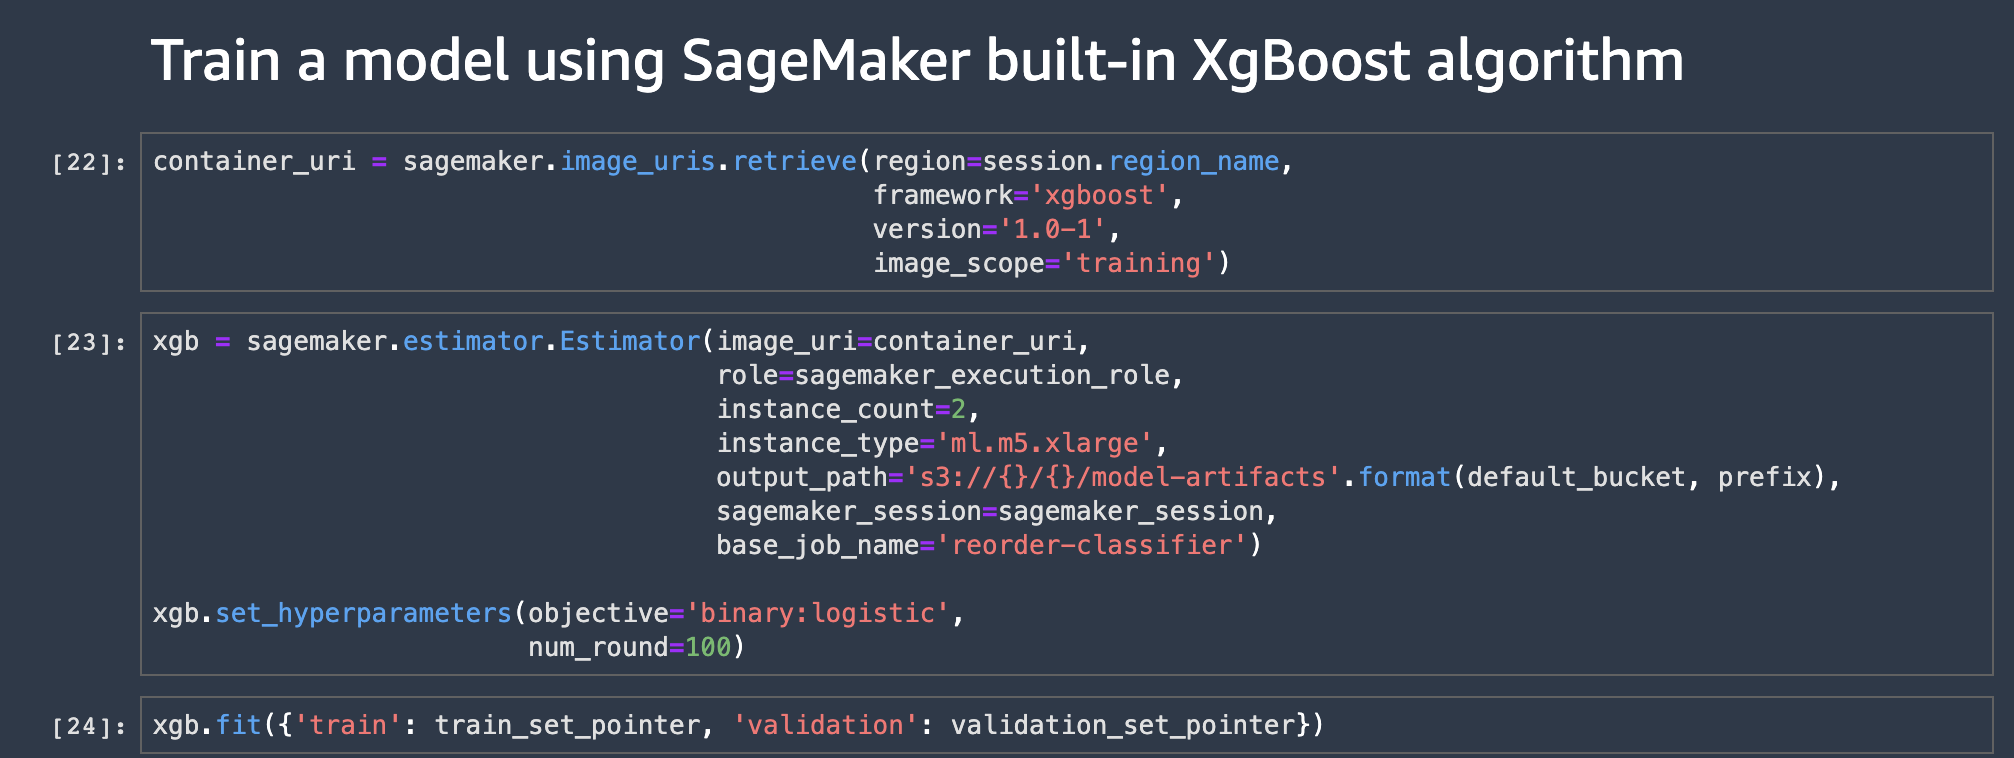 Train a model using SageMaker built-in XgBoost algorithm
[22]: container_uri = sagemaker.image_uris.retrieve(region=session.region_name,
framework='xgboost',
version='1.0-1',
image_scope='training')
[23]: xgb = sagemaker.estimator.Estimator(image_uri=container_uri,
role=sagemaker_execution_role,
instance_count=2,
instance_type='ml.m5.xlarge',
output_path='s3://{}/{}/model-artifacts'.format(default_bucket, prefix),
sagemaker_session=sagemaker_session,
base_job_name='reorder-classifier')
xgb.set_hyperparameters(objective='binary:logistic',
num_round=100)
[24]: xgb.fit({'train': train_set_pointer, 'validation': validation_set_pointer})